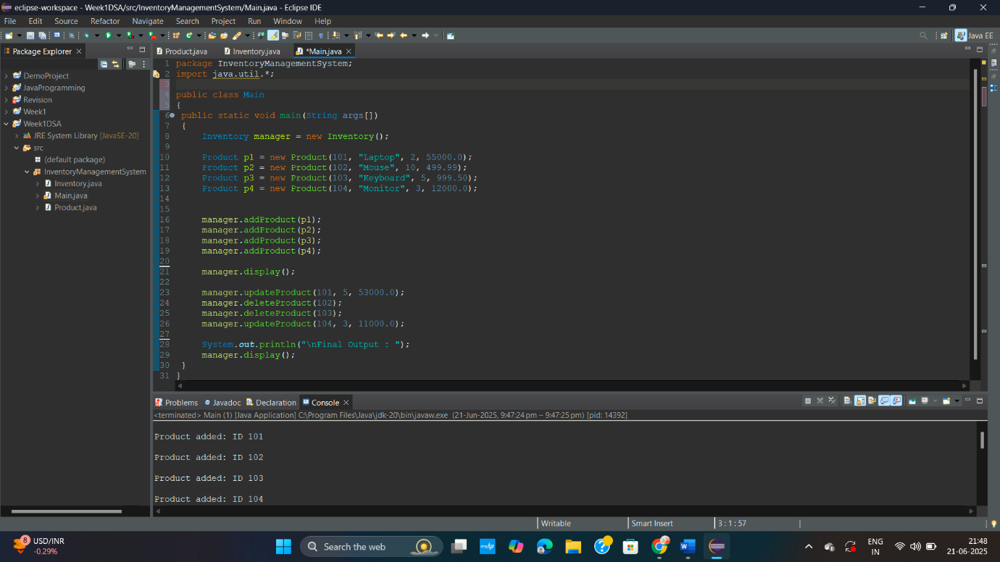 eclipse-workspace - Week1DSA/src/InventoryManagementSystem/Main.java - Eclipse IDE
File Edit Source Refactor Navigate Search Project Run Window Help
Java EE
Package Explorer
Product.java Inventory.java *Main.java
DemoProject
JavaProgramming
Revision
Week1
Week1DSA
JRE System Library [JavaSE-20]
src
(default package)
InventoryManagementSystem
Inventory.java
Main.java
Product.java
1 package InventoryManagementSystem;
2 import java.util.*;
3
4 public class Main
5 {
6 public static void main(String args[])
7 {
8 Inventory manager = new Inventory();
9
10 Product p1 = new Product(101, "Laptop", 2, 55000.0);
11 Product p2 = new Product(102, "Mouse", 10, 499.99);
12 Product p3 = new Product(103, "Keyboard", 5, 999.50);
13 Product p4 = new Product(104, "Monitor", 3, 12000.0);
14
15
16 manager.addProduct(p1);
17 manager.addProduct(p2);
18 manager.addProduct(p3);
19 manager.addProduct(p4);
20
21 manager.display();
22
23 manager.updateProduct(101, 5, 53000.0);
24 manager.deleteProduct(102);
25 manager.deleteProduct(103);
26 manager.updateProduct(104, 3, 11000.0);
27
28 System.out.println("\nFinal Output : ");
29 manager.display();
30 }
31 }
Problems Javadoc Declaration Console
<terminated> Main (1) [Java Application] C:\Program Files\Java\jdk-20\bin\javaw.exe (21-Jun-2025, 9:47:24 pm – 9:47:25 pm) [pid: 14392]
Product added: ID 101
Product added: ID 102
Product added: ID 103
Product added: ID 104
Writable Smart Insert 3 : 1 : 57
8
USD/INR
-0.29%
Search the web
myhp
ENG
IN
21:48
21-06-2025